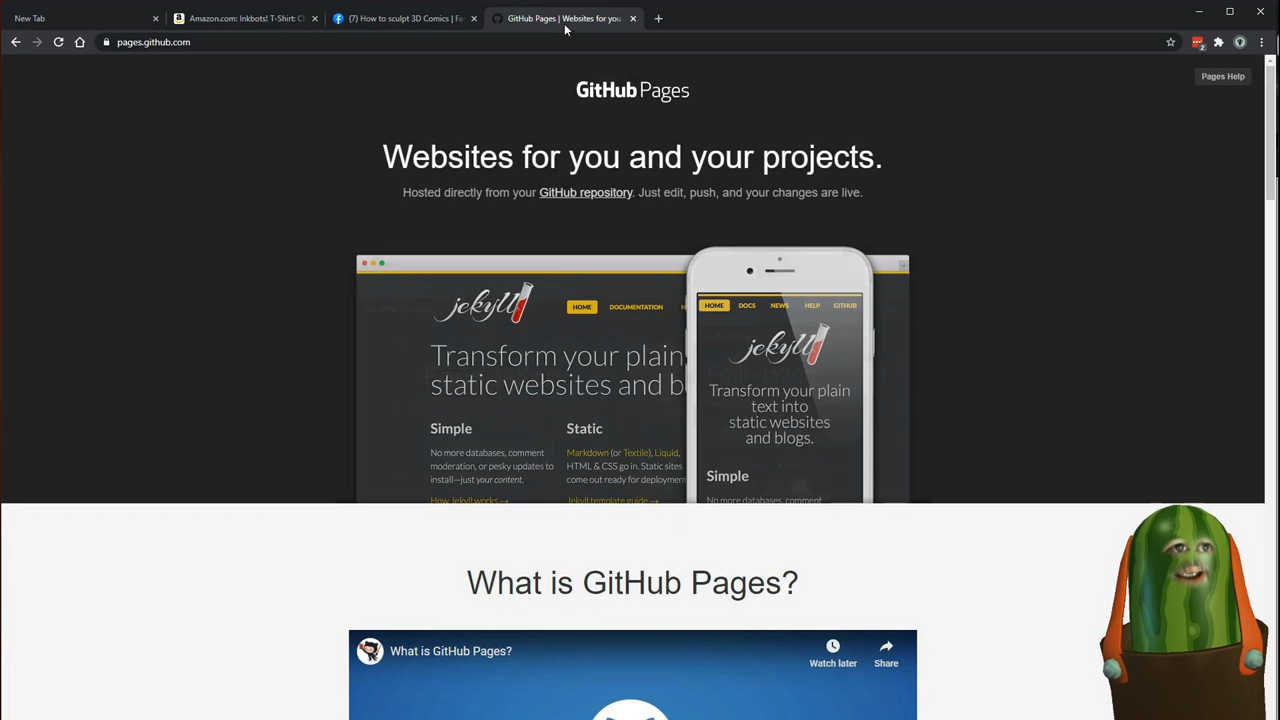 New Tab
Amazon.com: Inkbots! T-Shirt: Cl
(7) How to sculpt 3D Comics | Fa
GitHub Pages | Websites for you
pages.github.com
2
Pages Help
GitHub Pages
Websites for you and your projects.
Hosted directly from your GitHub repository. Just edit, push, and your changes are live.
jekyll
HOME DOCUMENTATION N
Transform your plain
static websites and b
Simple
No more databases, comment
moderation, or pesky updates to
install—just your content.
How Jekyll works →
Static
Markdown (or Textile), Liquid,
HTML & CSS go in. Static sites
come out ready for deployment
Jekyll template guide →
HOME DOCS NEWS HELP GITHUB
jekyll
Transform your plain
text into
static websites
and blogs.
Simple
No more databases, comment
What is GitHub Pages?
What is GitHub Pages?
Watch later
Share